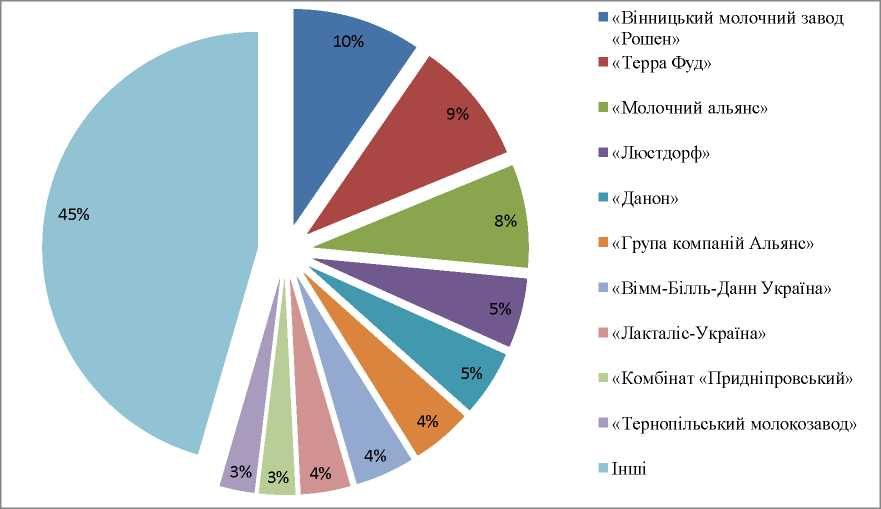 10%
9%
8%
5%
5%
4%
4%
4%
3%
3%
45%
«Вінницький молочний завод
«Рошен»
«Терра Фуд»
«Молочний альянс»
«Люстдорф»
«Данон»
«Група компаній Альянс»
«Вімм-Білль-Данн Україна»
«Лакталіс-Україна»
«Комбінат «Придніпровський»
«Тернопільський молокозавод»
Інші